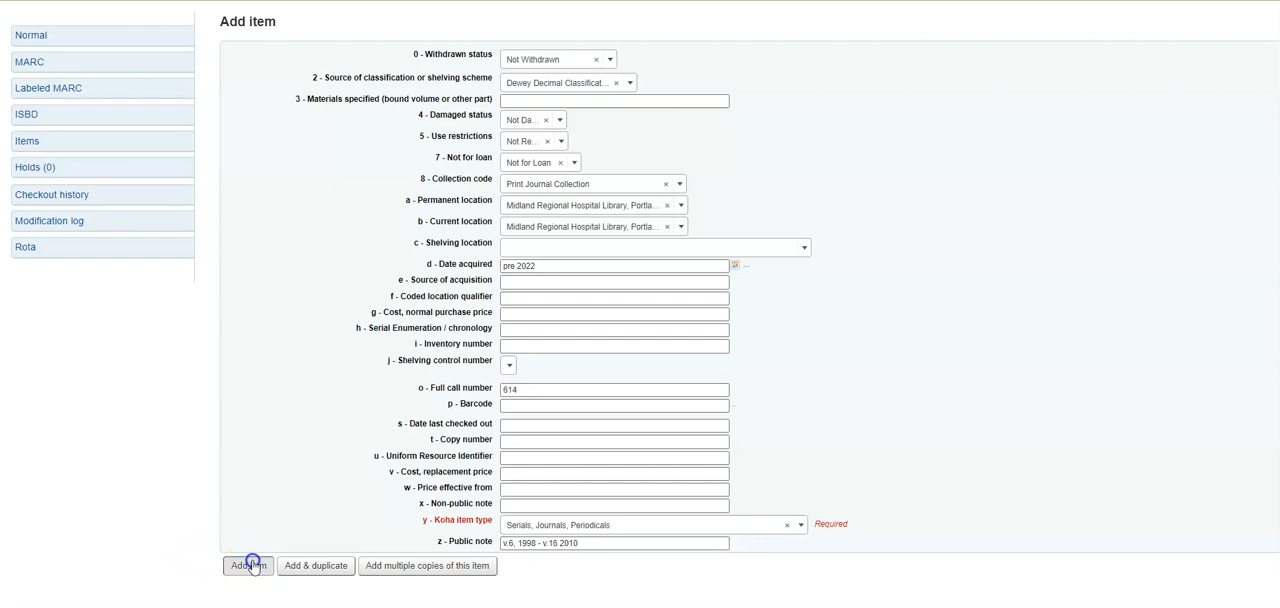 Add item
Normal
MARC
Labeled MARC
ISBD
Items
Holds (0)
Checkout history
Modification log
Rota
0 - Withdrawn status Not Withdrawn × ▼
2 - Source of classification or shelving scheme Dewey Decimal Classificat... × ▼
3 - Materials specified (bound volume or other part)
4 - Damaged status Not Da... × ▼
5 - Use restrictions Not Re... × ▼
7 - Not for loan Not for Loan × ▼
8 - Collection code Print Journal Collection × ▼
a - Permanent location Midland Regional Hospital Library, Portla... × ▼
b - Current location Midland Regional Hospital Library, Portla... × ▼
c - Shelving location ▼
d - Date acquired pre 2022 ...
e - Source of acquisition
f - Coded location qualifier
g - Cost, normal purchase price
h - Serial Enumeration / chronology
i - Inventory number
j - Shelving control number ▼
o - Full call number 614
p - Barcode ...
s - Date last checked out
t - Copy number
u - Uniform Resource Identifier
v - Cost, replacement price
w - Price effective from
x - Non-public note
y - Koha item type Serials, Journals, Periodicals × ▼ Required
z - Public note v.6, 1998 - v.16 2010
Add item Add & duplicate Add multiple copies of this item